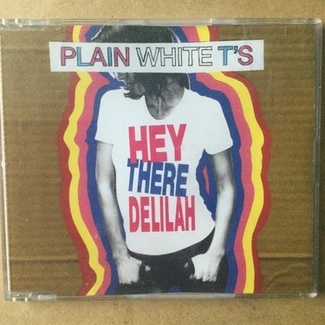 PLAIN WHITE T'S
HEY
THERE
DELILAH